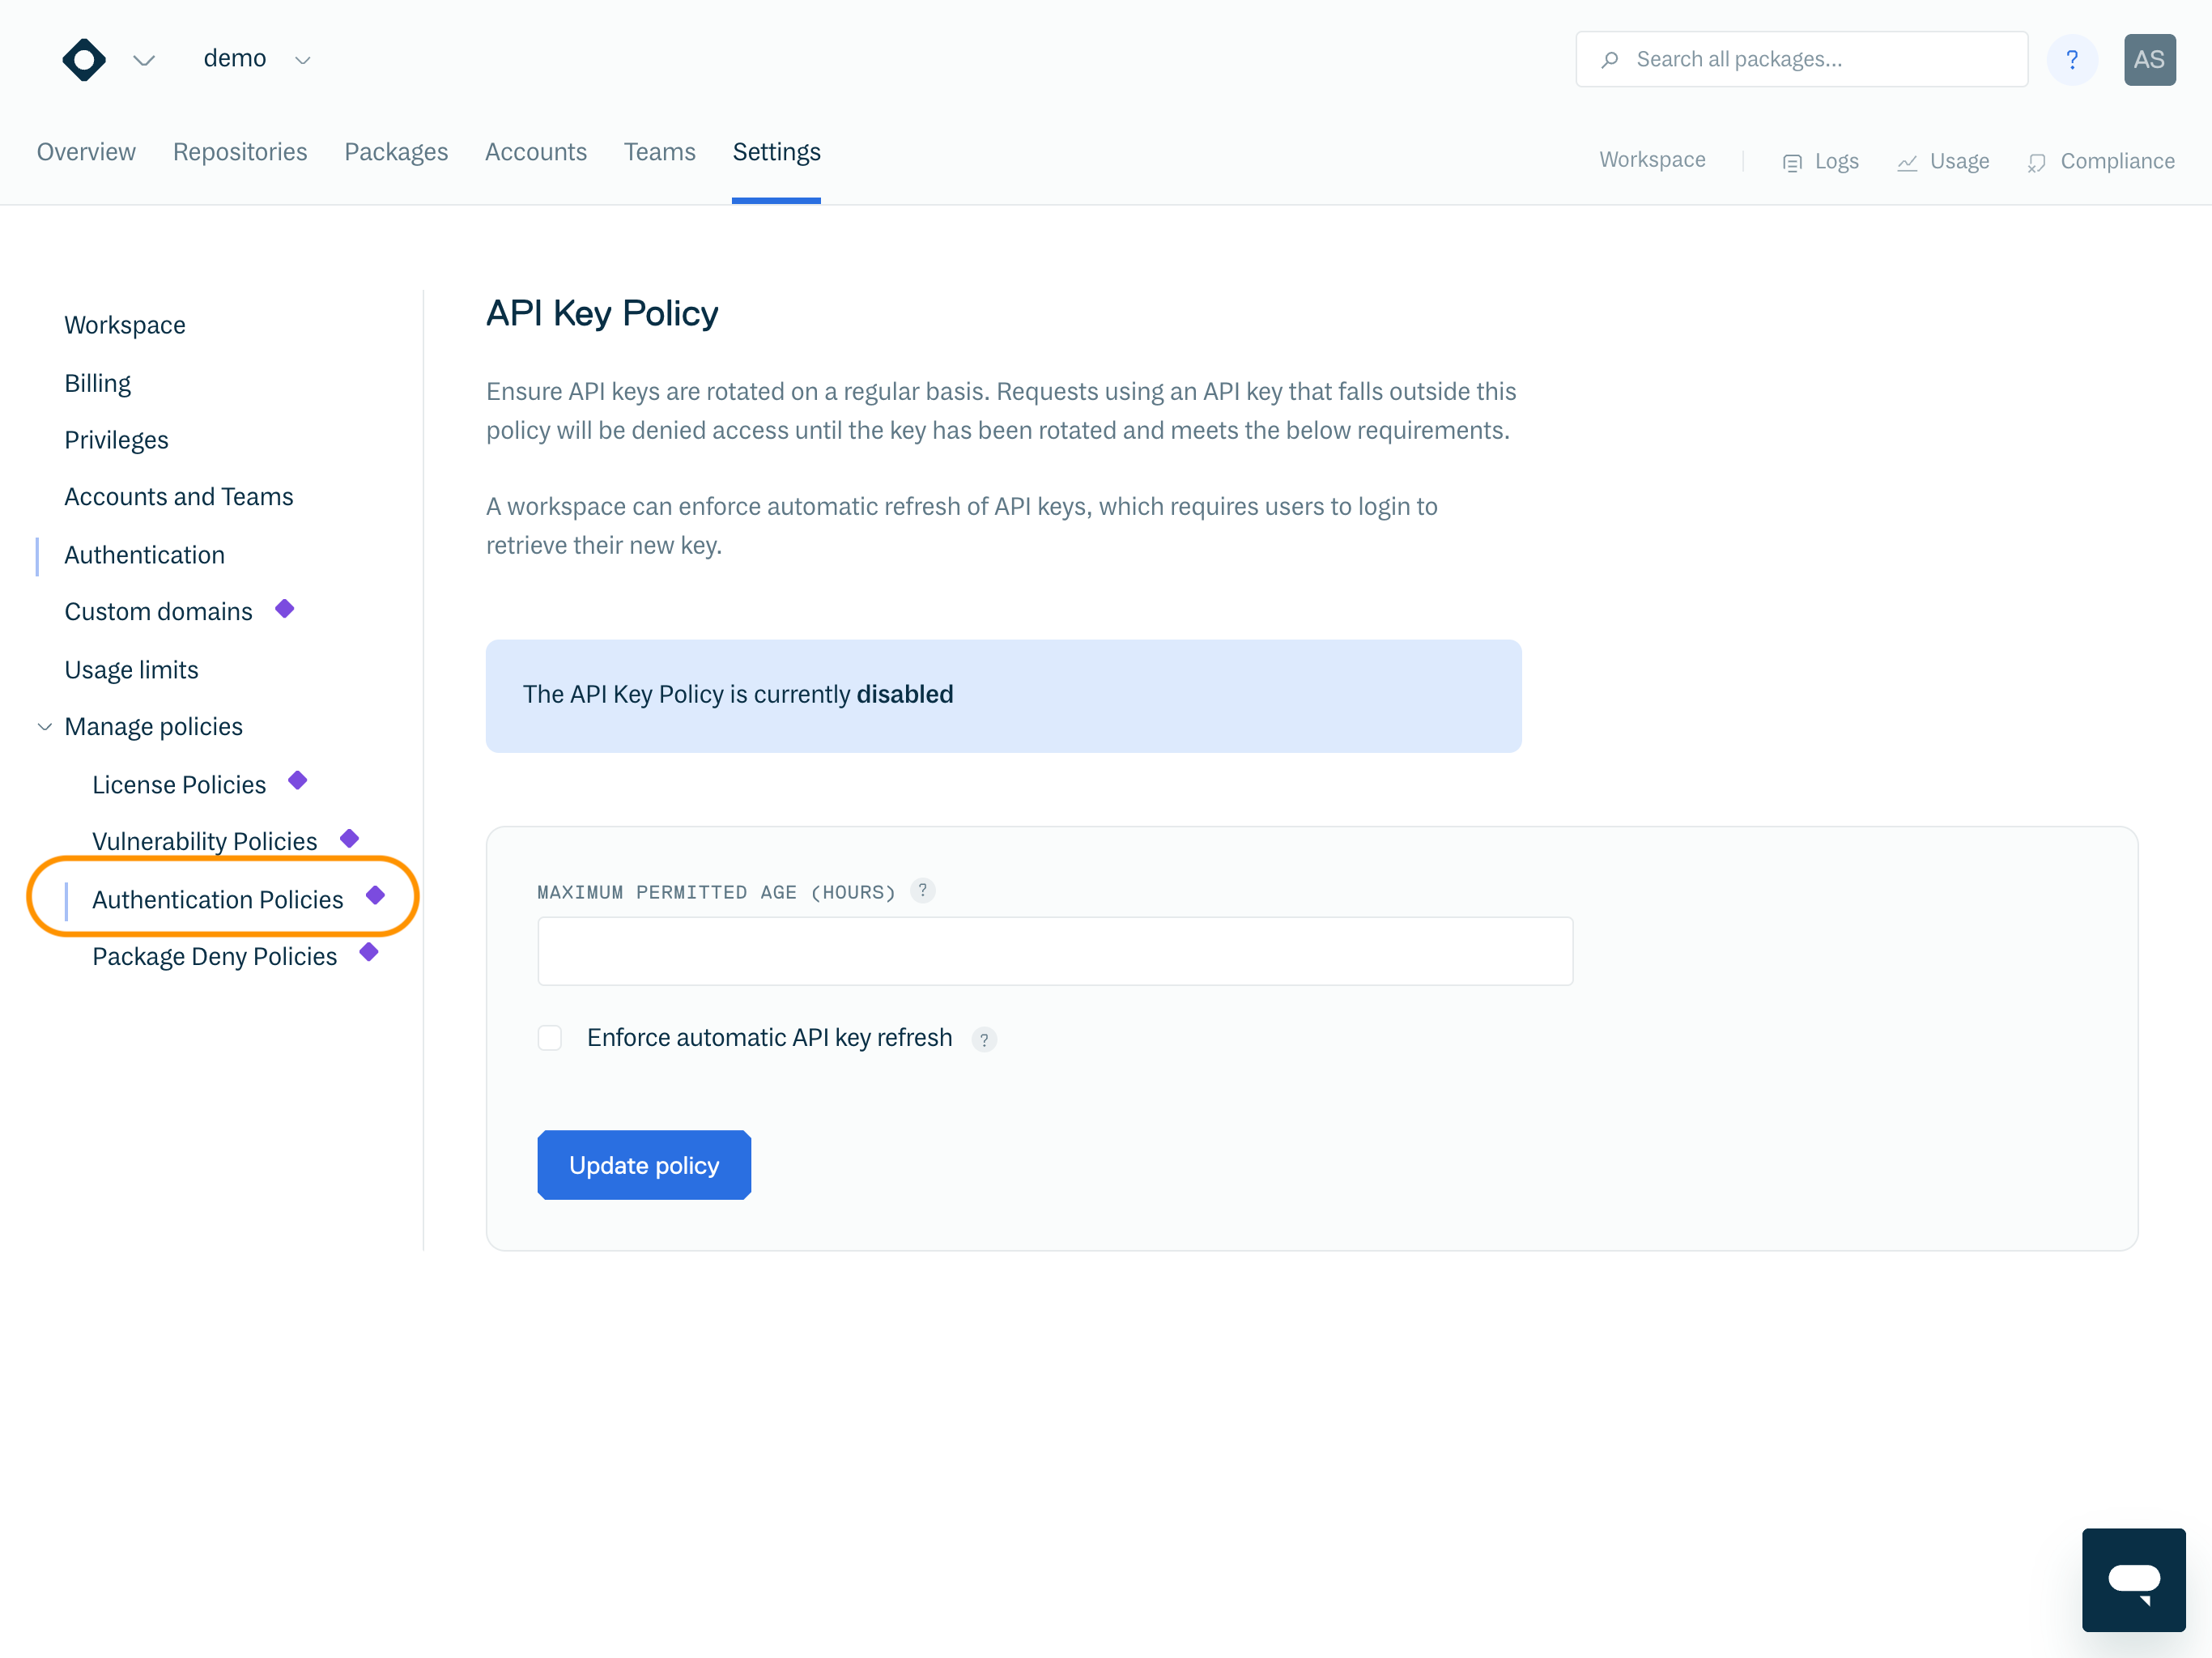 demo
Search all packages...
?
AS
Overview
Repositories
Packages
Accounts
Teams
Settings
Workspace
Logs
Usage
Compliance
Workspace
Billing
Privileges
Accounts and Teams
Authentication
Custom domains
Usage limits
Manage policies
License Policies
Vulnerability Policies
Authentication Policies
Package Deny Policies
API Key Policy
Ensure API keys are rotated on a regular basis. Requests using an API key that falls outside this
policy will be denied access until the key has been rotated and meets the below requirements.
A workspace can enforce automatic refresh of API keys, which requires users to login to
retrieve their new key.
The API Key Policy is currently disabled
MAXIMUM PERMITTED AGE (HOURS) ?
Enforce automatic API key refresh ?
Update policy